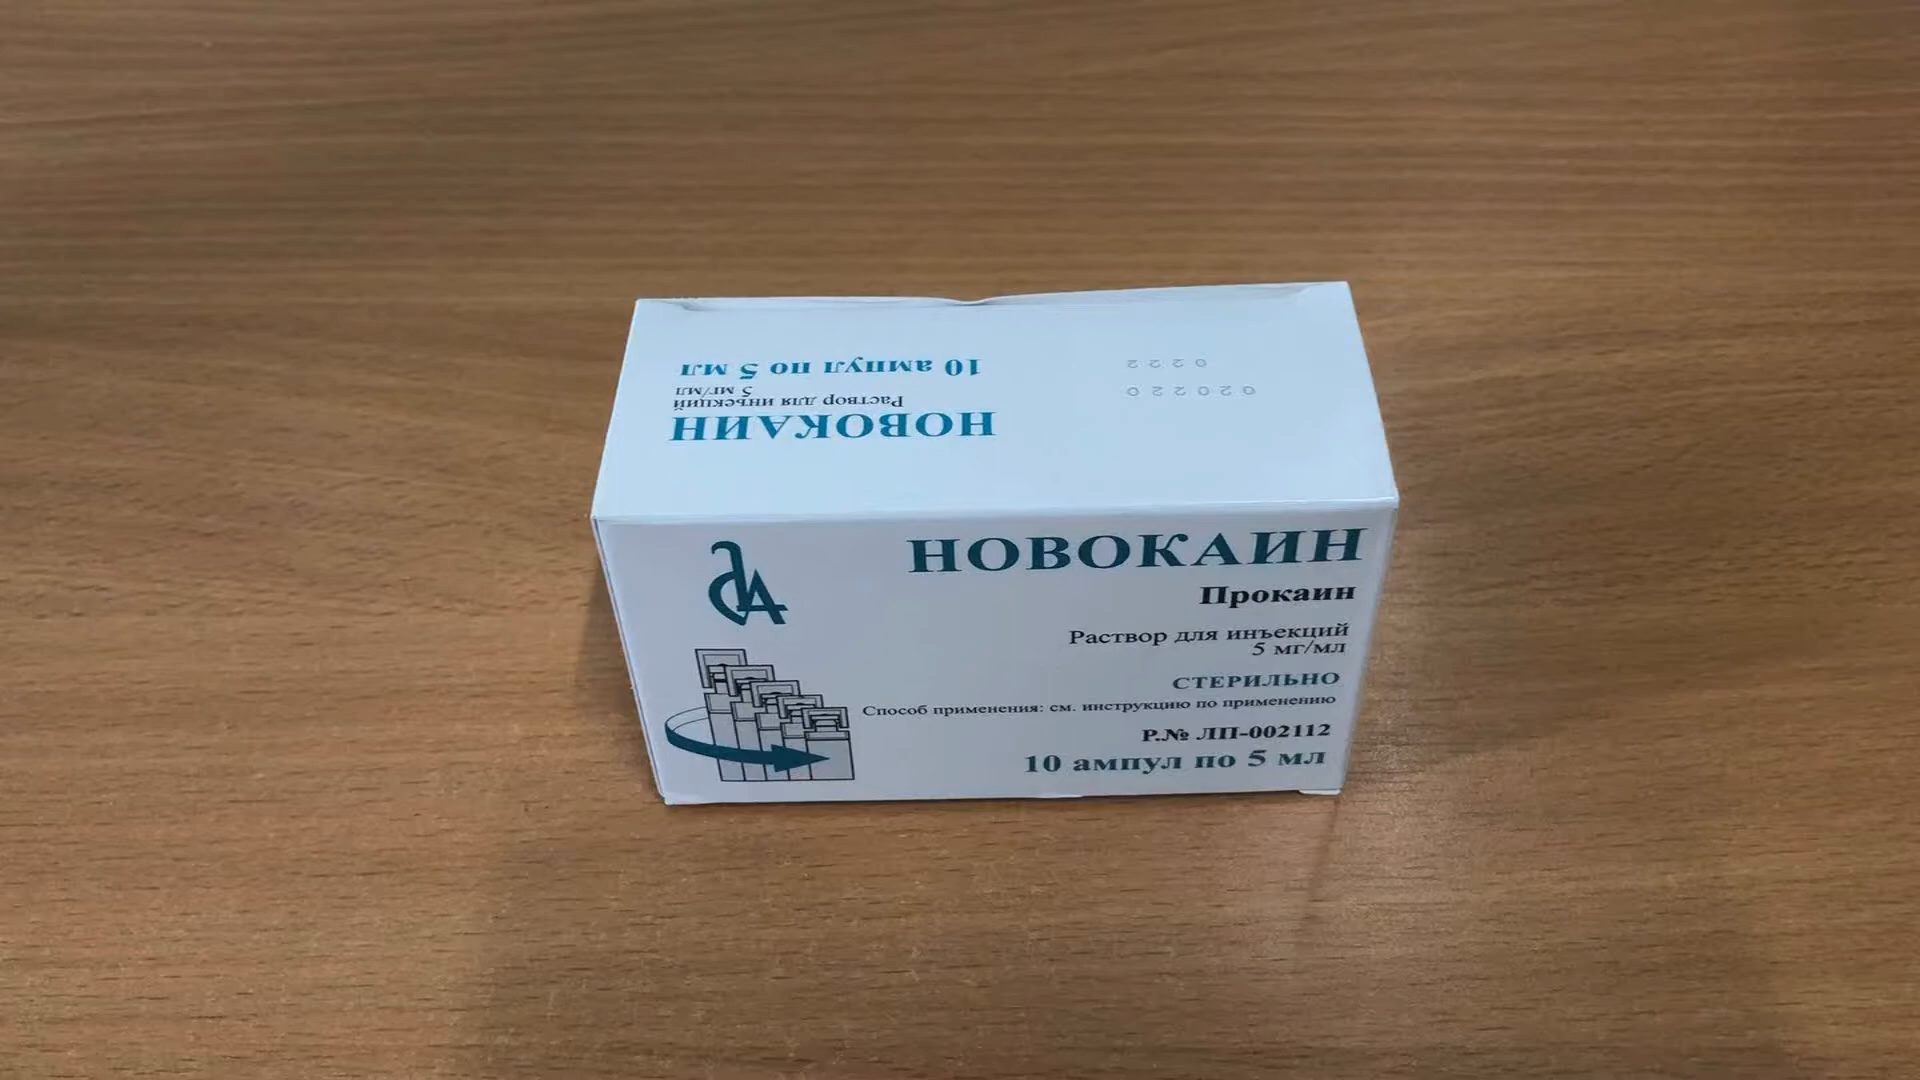 НОВОКАИН
Раствор для инъекций
5 мг/мл
10 ампул по 5 мл
020220
0222
НОВОКАИН
Прокаин
Раствор для инъекций
5 мг/мл
СТЕРИЛЬНО
Способ применения: см. инструкцию по применению
Р.№ ЛП-002112
10 ампул по 5 мл